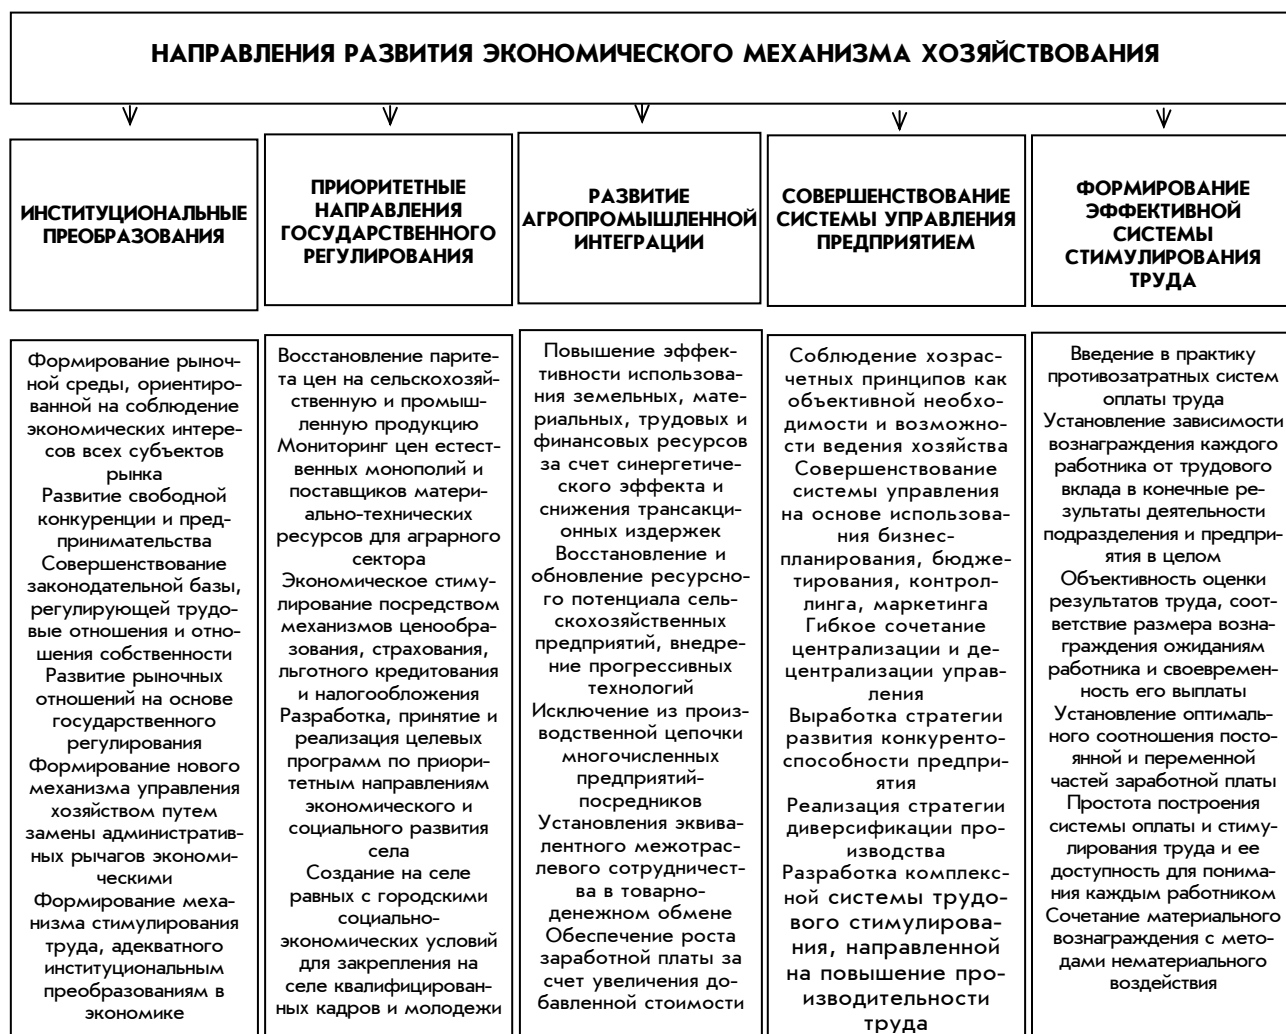 НАПРАВЛЕНИЯ РАЗВИТИЯ ЭКОНОМИЧЕСКОГО МЕХАНИЗМА ХОЗЯЙСТВОВАНИЯ
ИНСТИТУЦИОНАЛЬНЫЕ
ПРЕОБРАЗОВАНИЯ
ПРИОРИТЕТНЫЕ
НАПРАВЛЕНИЯ
ГОСУДАРСТВЕННОГО
РЕГУЛИРОВАНИЯ
РАЗВИТИЕ
АГРОПРОМЫШЛЕННОЙ
ИНТЕГРАЦИИ
СОВЕРШЕНСТВОВАНИЕ
СИСТЕМЫ УПРАВЛЕНИЯ
ПРЕДПРИЯТИЕМ
ФОРМИРОВАНИЕ
ЭФФЕКТИВНОЙ
СИСТЕМЫ
СТИМУЛИРОВАНИЯ
ТРУДА
Формирование рыноч-
ной среды, ориентиро-
ванной на соблюдение
экономических интере-
сов всех субъектов
рынка
Развитие свободной
конкуренции и пред-
принимательства
Совершенствование
законодательной базы,
регулирующей трудо-
вые отношения и отно-
шения собственности
Развитие рыночных
отношений на основе
государственного
регулирования
Формирование нового
механизма управления
хозяйством путем
замены административ-
ных рычагов экономи-
ческими
Формирование меха-
низма стимулирования
труда, адекватного
институциональным
преобразованиям в
экономике
Восстановление парите-
та цен на сельскохозяй-
ственную и промыш-
ленную продукцию
Мониторинг цен естест-
венных монополий и
поставщиков матери-
ально-технических
ресурсов для аграрного
сектора
Экономическое стиму-
лирование посредством
механизмов ценообра-
зования, страхования,
льготного кредитования
и налогообложения
Разработка, принятие и
реализация целевых
программ по приори-
тетным направлениям
экономического и
социального развития
села
Создание на селе
равных с городскими
социально-
экономических условий
для закрепления на
селе квалифицирован-
ных кадров и молодежи
Повышение эффек-
тивности использова-
ния земельных, мате-
риальных, трудовых и
финансовых ресурсов
за счет синергетиче-
ского эффекта и
снижения трансакци-
онных издержек
Восстановление и
обновление ресурсно-
го потенциала сель-
скохозяйственных
предприятий, внедре-
ние прогрессивных
технологий
Исключение из произ-
водственной цепочки
многочисленных
предприятий-
посредников
Установления эквива-
лентного межотрас-
левого сотрудничест-
ва в товарно-
денежном обмене
Обеспечение роста
заработной платы за
счет увеличения до-
бавленной стоимости
Соблюдение хозрас-
четных принципов как
объективной необхо-
димости и возможно-
сти ведения хозяйства
Совершенствование
системы управления
на основе использова-
ния бизнес-
планирования, бюдже-
тирования, контрол-
линга, маркетинга
Гибкое сочетание
централизации и де-
централизации управ-
ления
Выработка стратегии
развития конкуренто-
способности предпри-
ятия
Реализация стратегии
диверсификации про-
изводства
Разработка комплекс-
ной системы трудо-
вого стимулирова-
ния, направленной
на повышение про-
изводительности
труда
Введение в практику
противозатратных систем
оплаты труда
Установление зависимости
вознаграждения каждого
работника от трудового
вклада в конечные ре-
зультаты деятельности
подразделения и предпри-
ятия в целом
Объективность оценки
результатов труда, соот-
ветствие размера возна-
граждения ожиданиям
работника и своевремен-
ность его выплаты
Установление оптималь-
ного соотношения посто-
янной и переменной
частей заработной платы
Простота построения
системы оплаты и стиму-
лирования труда и ее
доступность для понима-
ния каждым работником
Сочетание материального
вознаграждения с мето-
дами нематериального
воздействия